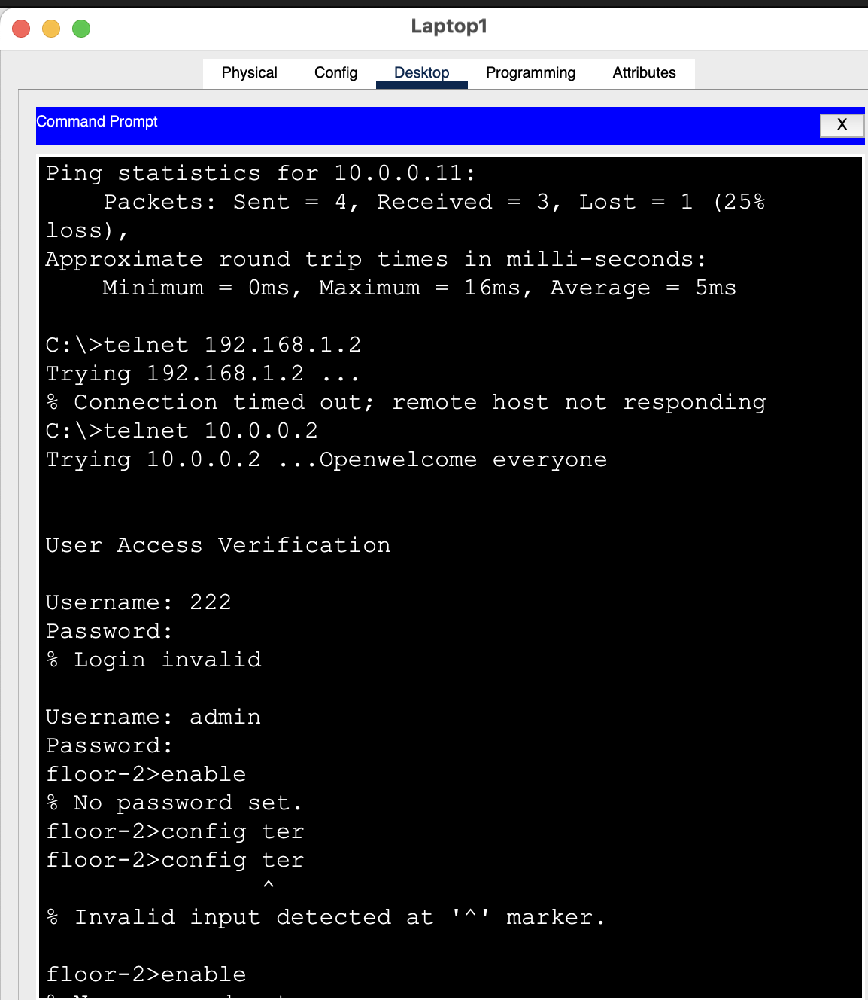 Laptop1
Physical Config Desktop Programming Attributes
Command Prompt X
Ping statistics for 10.0.0.11:
Packets: Sent = 4, Received = 3, Lost = 1 (25%
loss),
Approximate round trip times in milli-seconds:
Minimum = 0ms, Maximum = 16ms, Average = 5ms
C:\>telnet 192.168.1.2
Trying 192.168.1.2 ...
% Connection timed out; remote host not responding
C:\>telnet 10.0.0.2
Trying 10.0.0.2 ...Openwelcome everyone
User Access Verification
Username: 222
Password:
% Login invalid
Username: admin
Password:
floor-2>enable
% No password set.
floor-2>config ter
floor-2>config ter
^
% Invalid input detected at '^' marker.
floor-2>enable